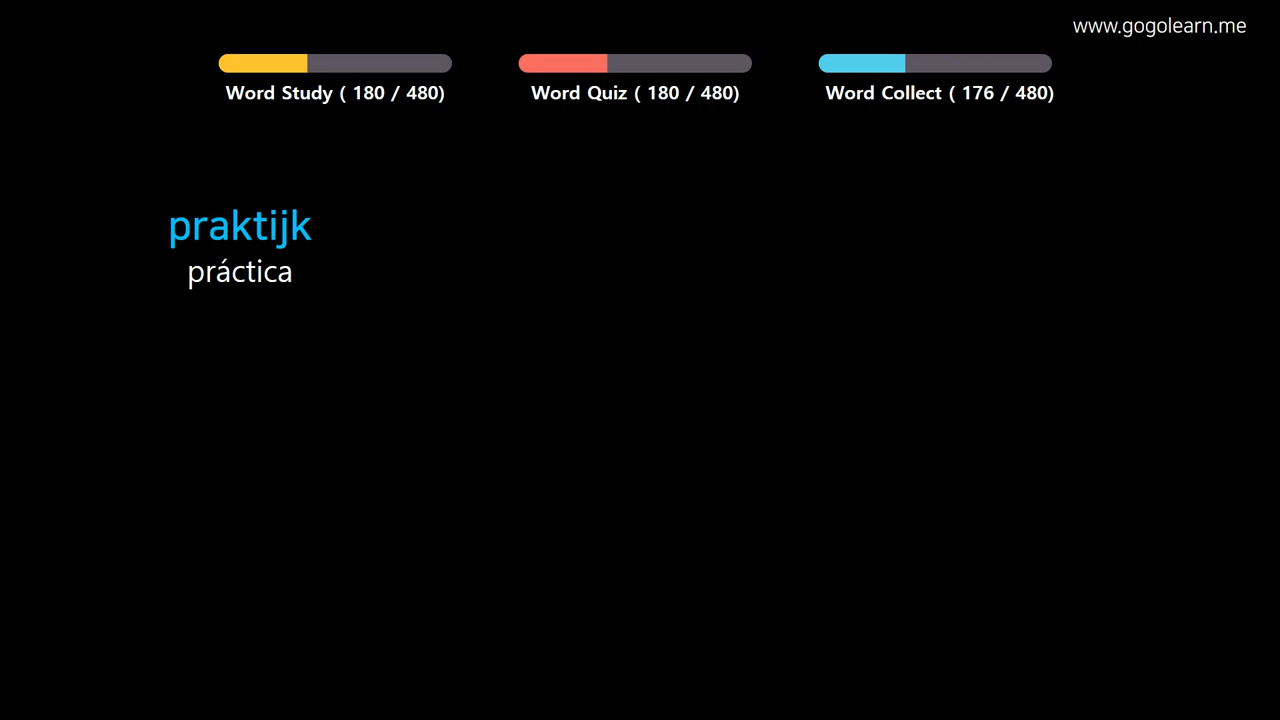 www.gogolearn.me
Word Study ( 180 / 480)
Word Quiz ( 180 / 480)
Word Collect ( 176 / 480)
praktijk
práctica